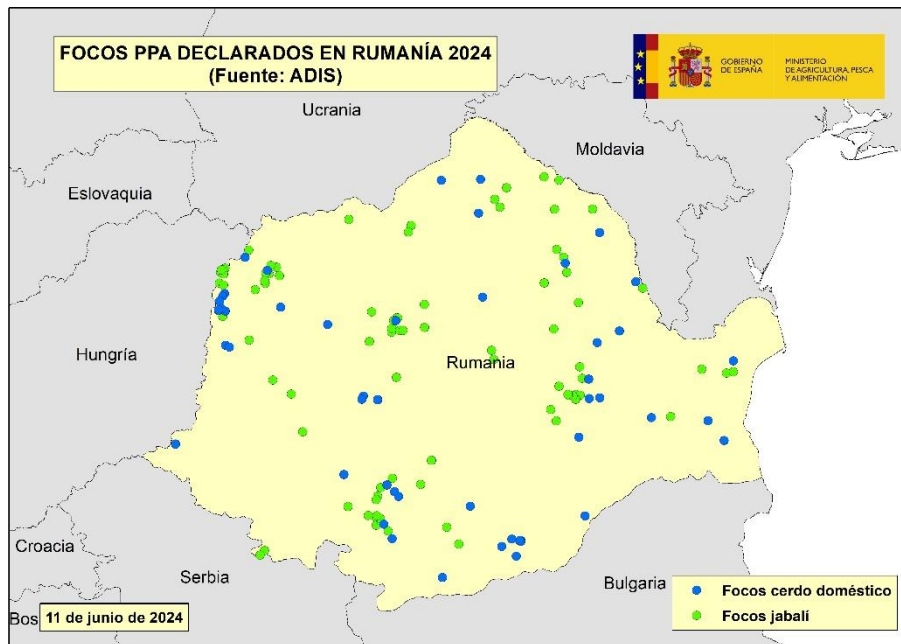 FOCOS PPA DECLARADOS EN RUMANÍA 2024
(Fuente: ADIS)
GOBIERNO
DE ESPAÑA
MINISTERIO
DE AGRICULTURA, PESCA
Y ALIMENTACIÓN
Ucrania
Moldavia
Eslovaquia
Hungría
Rumania
Croacia
Serbia
Bulgaria
Bos
11 de junio de 2024
Focos cerdo doméstico
Focos jabalí